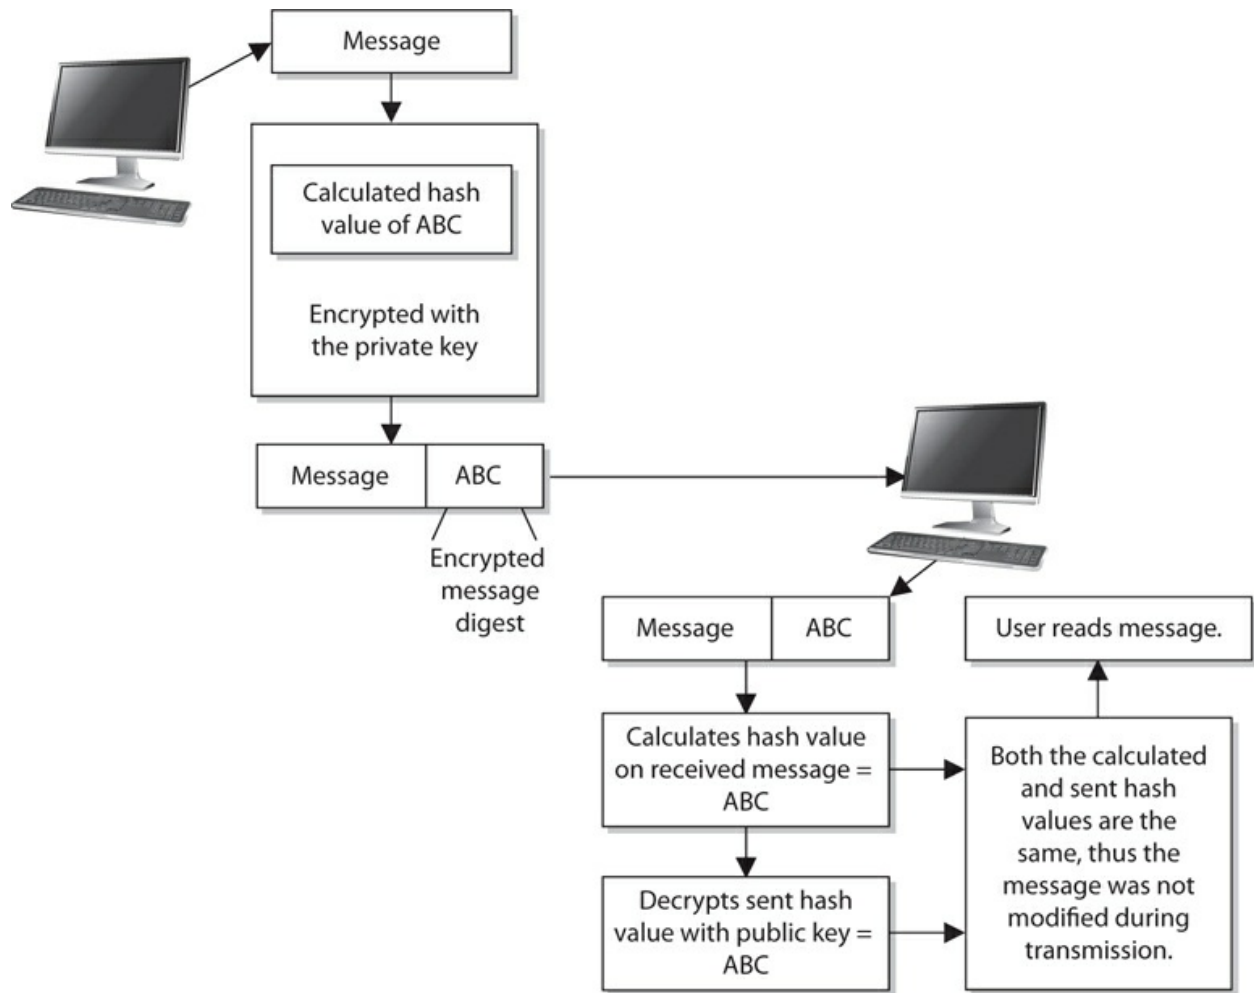 Message
Calculated hash
value of ABC
Encrypted with
the private key
Message
ABC
Encrypted
message
digest
Message
ABC
User reads message.
Calculates hash value
on received message =
ABC
Decrypts sent hash
value with public key =
ABC
Both the calculated
and sent hash
values are the
same, thus the
message was not
modified during
transmission.